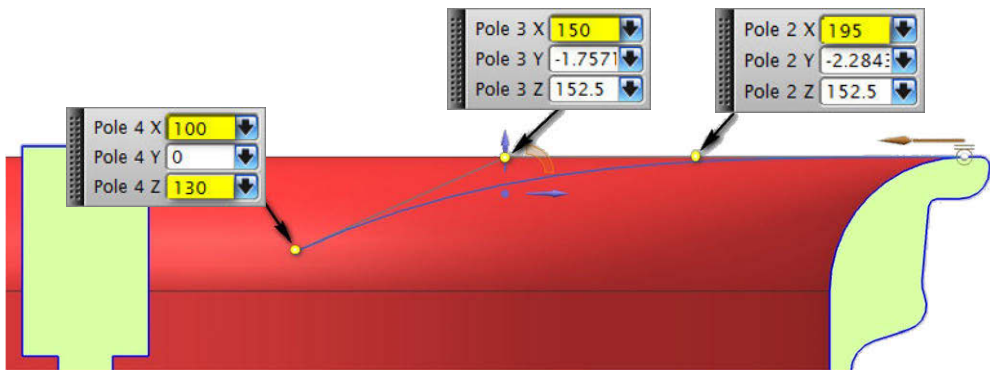 Pole 3 X 150
Pole 3 Y -1.7571
Pole 3 Z 152.5
Pole 2 X 195
Pole 2 Y -2.2843
Pole 2 Z 152.5
Pole 4 X 100
Pole 4 Y 0
Pole 4 Z 130